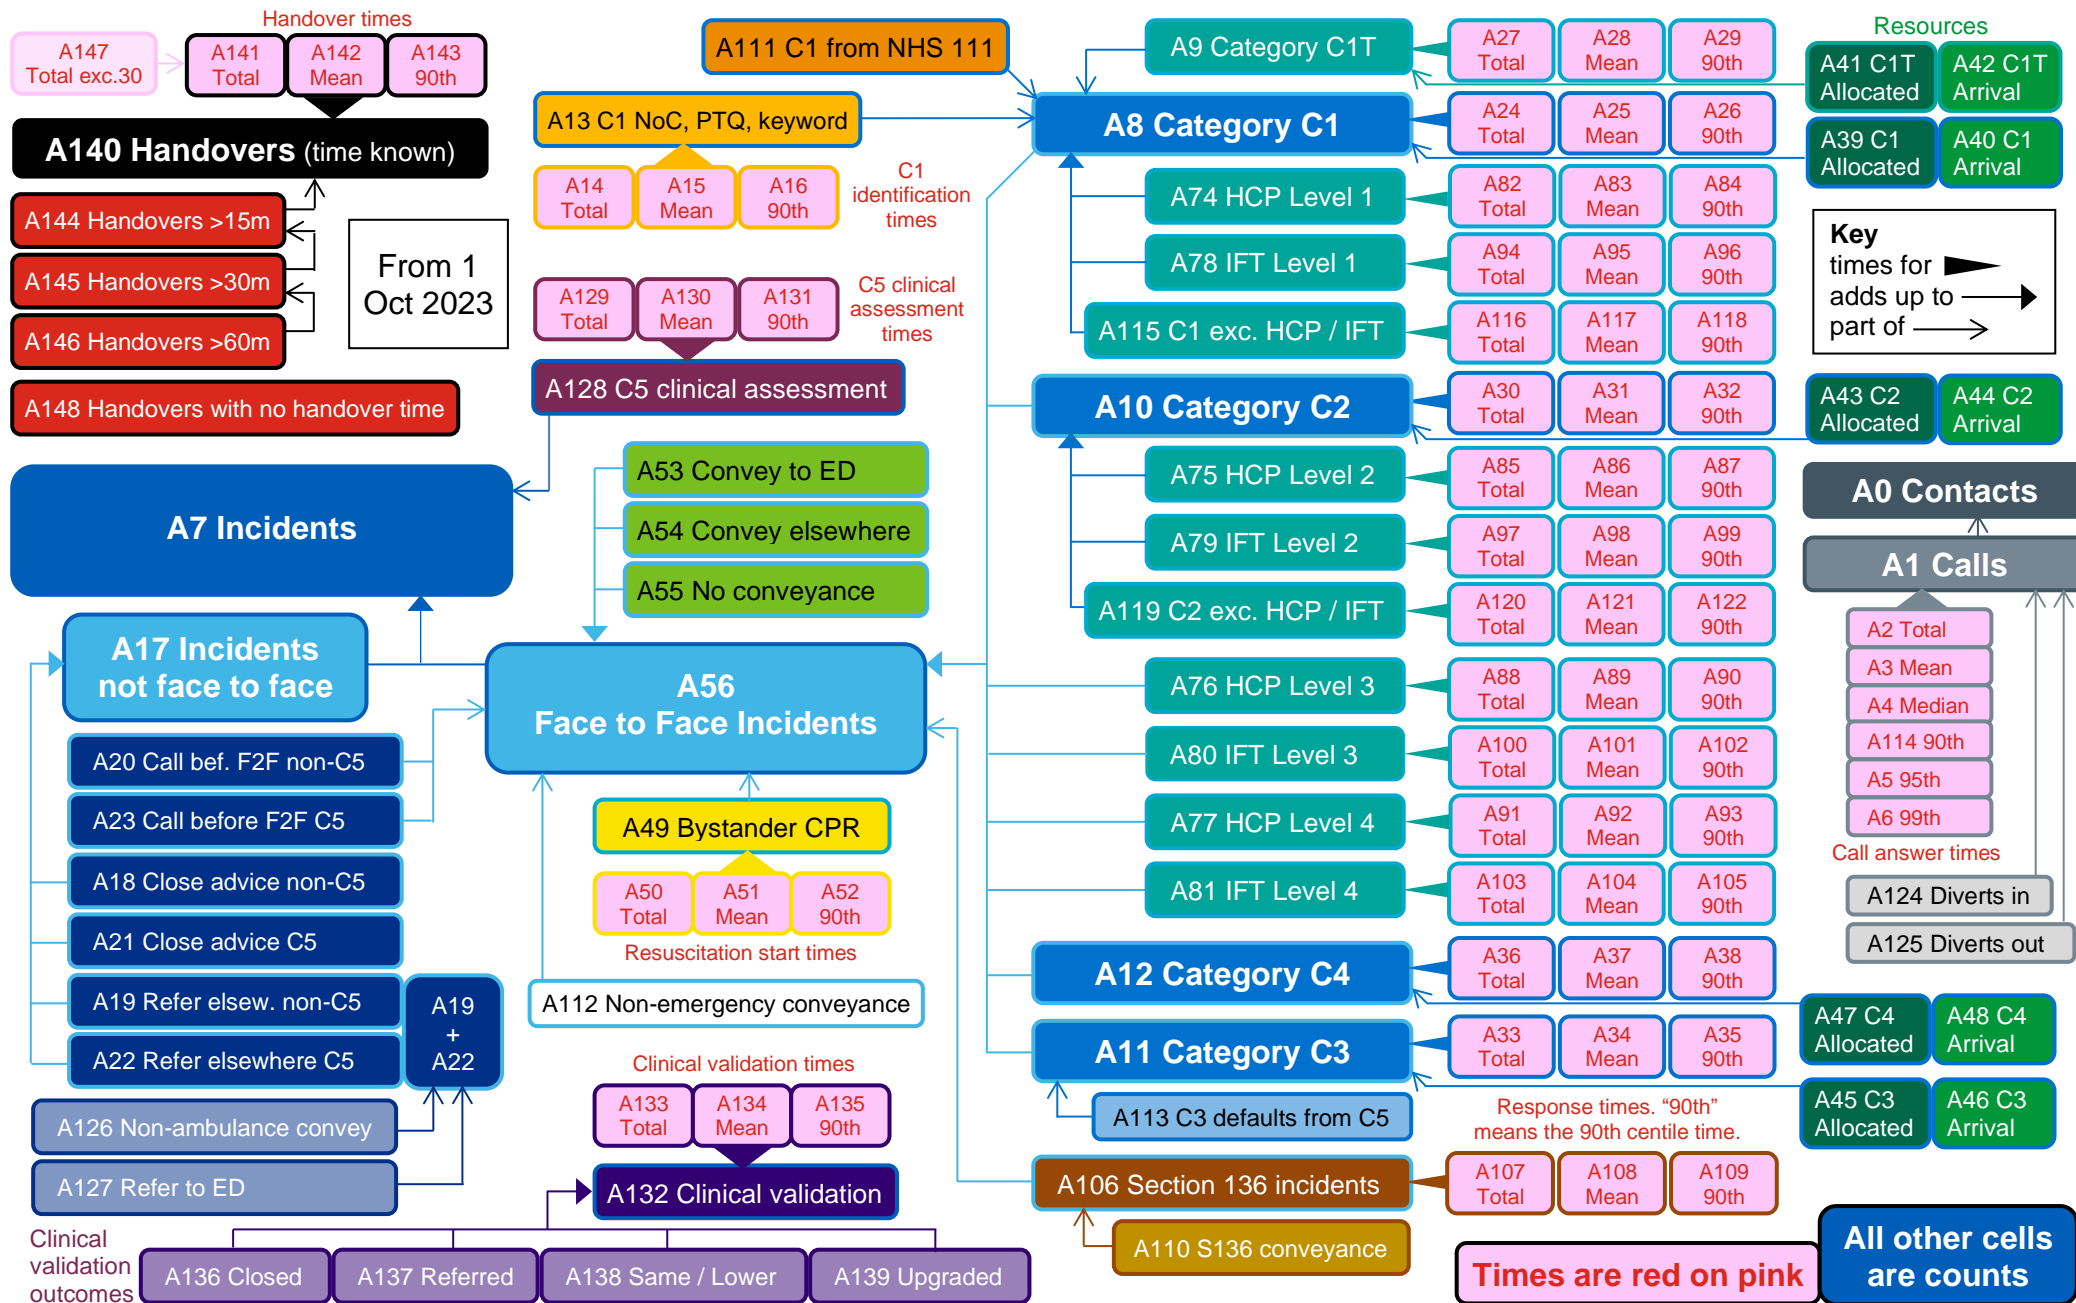 Handover times
A147
Total exc.30
A141
Total
A142
Mean
A143
90th
A140 Handovers (time known)
A144 Handovers >15m
A145 Handovers >30m
A146 Handovers >60m
A148 Handovers with no handover time
From 1
Oct 2023
A111 C1 from NHS 111
A13 C1 NoC, PTQ, keyword
A14
Total
A15
Mean
A16
90th
C1
identification
times
A129
Total
A130
Mean
A131
90th
C5 clinical
assessment
times
A128 C5 clinical assessment
A7 Incidents
A53 Convey to ED
A54 Convey elsewhere
A55 No conveyance
A17 Incidents
not face to face
A56
Face to Face Incidents
A20 Call bef. F2F non-C5
A23 Call before F2F C5
A18 Close advice non-C5
A21 Close advice C5
A19 Refer elsew. non-C5
A22 Refer elsewhere C5
A19
+
A22
A126 Non-ambulance convey
A127 Refer to ED
A49 Bystander CPR
A50
Total
A51
Mean
A52
90th
Resuscitation start times
A112 Non-emergency conveyance
Clinical validation times
A133
Total
A134
Mean
A135
90th
A132 Clinical validation
Clinical
validation
outcomes
A136 Closed
A137 Referred
A138 Same / Lower
A139 Upgraded
A9 Category C1T
A27
Total
A28
Mean
A29
90th
A8 Category C1
A24
Total
A25
Mean
A26
90th
A74 HCP Level 1
A82
Total
A83
Mean
A84
90th
A78 IFT Level 1
A94
Total
A95
Mean
A96
90th
A115 C1 exc. HCP / IFT
A116
Total
A117
Mean
A118
90th
A10 Category C2
A30
Total
A31
Mean
A32
90th
A75 HCP Level 2
A85
Total
A86
Mean
A87
90th
A79 IFT Level 2
A97
Total
A98
Mean
A99
90th
A119 C2 exc. HCP / IFT
A120
Total
A121
Mean
A122
90th
A76 HCP Level 3
A88
Total
A89
Mean
A90
90th
A80 IFT Level 3
A100
Total
A101
Mean
A102
90th
A77 HCP Level 4
A91
Total
A92
Mean
A93
90th
A81 IFT Level 4
A103
Total
A104
Mean
A105
90th
A12 Category C4
A36
Total
A37
Mean
A38
90th
A11 Category C3
A33
Total
A34
Mean
A35
90th
A113 C3 defaults from C5
Response times. “90th”
means the 90th centile time.
A106 Section 136 incidents
A107
Total
A108
Mean
A109
90th
A110 S136 conveyance
Resources
A41 C1T
Allocated
A42 C1T
Arrival
A39 C1
Allocated
A40 C1
Arrival
Key
times for
adds up to
part of
A43 C2
Allocated
A44 C2
Arrival
A0 Contacts
A1 Calls
A2 Total
A3 Mean
A4 Median
A114 90th
A5 95th
A6 99th
Call answer times
A124 Diverts in
A125 Diverts out
A47 C4
Allocated
A48 C4
Arrival
A45 C3
Allocated
A46 C3
Arrival
Times are red on pink
All other cells
are counts